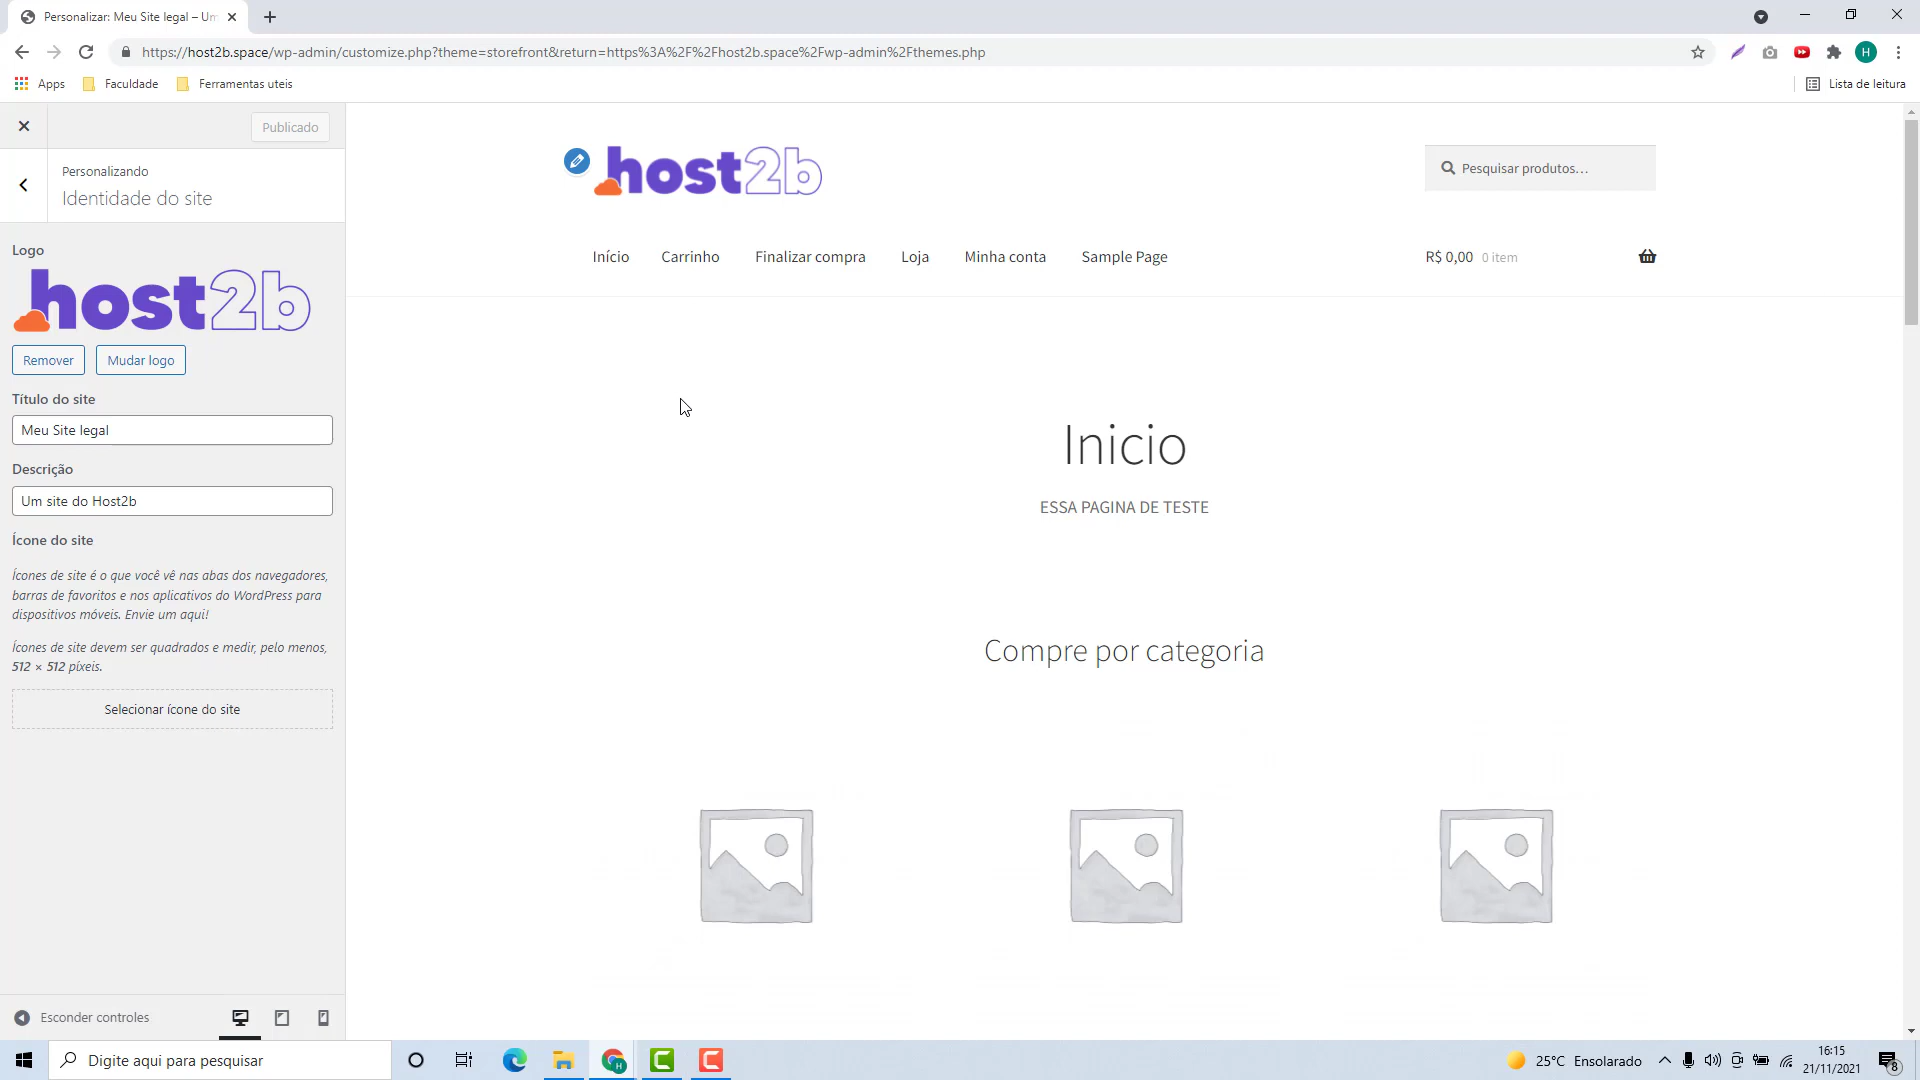 Personalizar: Meu Site legal – Um
https://host2b.space/wp-admin/customize.php?theme=storefront&return=https%3A%2F%2Fhost2b.space%2Fwp-admin%2Fthemes.php
H
Apps
Faculdade
Ferramentas uteis
Lista de leitura
Publicado
Personalizando
Identidade do site
Logo
host2b
Remover
Mudar logo
Título do site
Meu Site legal
Descrição
Um site do Host2b
Ícone do site
Ícones de site é o que você vê nas abas dos navegadores,
barras de favoritos e nos aplicativos do WordPress para
dispositivos móveis. Envie um aqui!
Ícones de site devem ser quadrados e medir, pelo menos,
512 × 512 píxeis.
Selecionar ícone do site
Esconder controles
host2b
Pesquisar produtos…
Início
Carrinho
Finalizar compra
Loja
Minha conta
Sample Page
R$ 0,00 0 item
Inicio
ESSA PAGINA DE TESTE
Compre por categoria
Digite aqui para pesquisar
25°C Ensolarado
16:15
21/11/2021
8